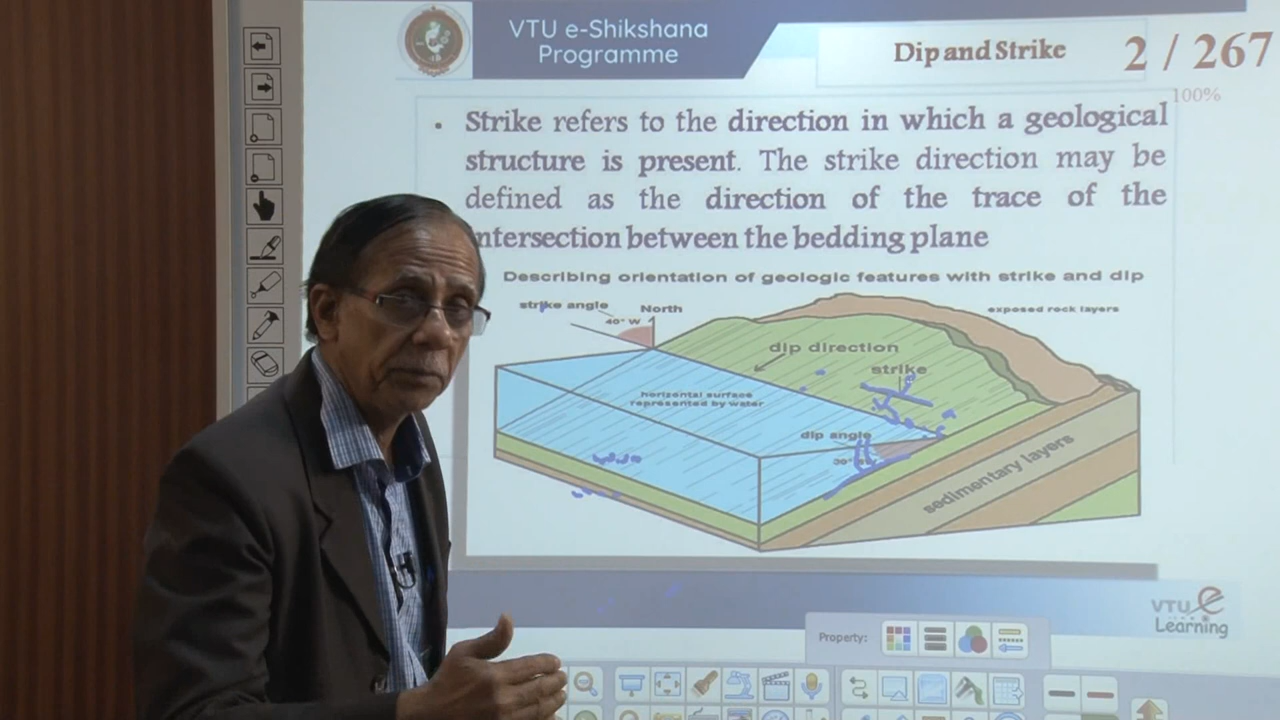 VTU e-Shikshana
Programme
Dip and Strike
2 / 267
100%
• Strike refers to the direction in which a geological
structure is present. The strike direction may be
defined as the direction of the trace of the
ntersection between the bedding plane
Describing orientation of geologic features with strike and dip
strike angle
North
exposed rock layers
40° W
dip direction
strike
horizontal surface
represented by water
dip angle
30°
sedimentary layers
VTU e
Learning
Property: